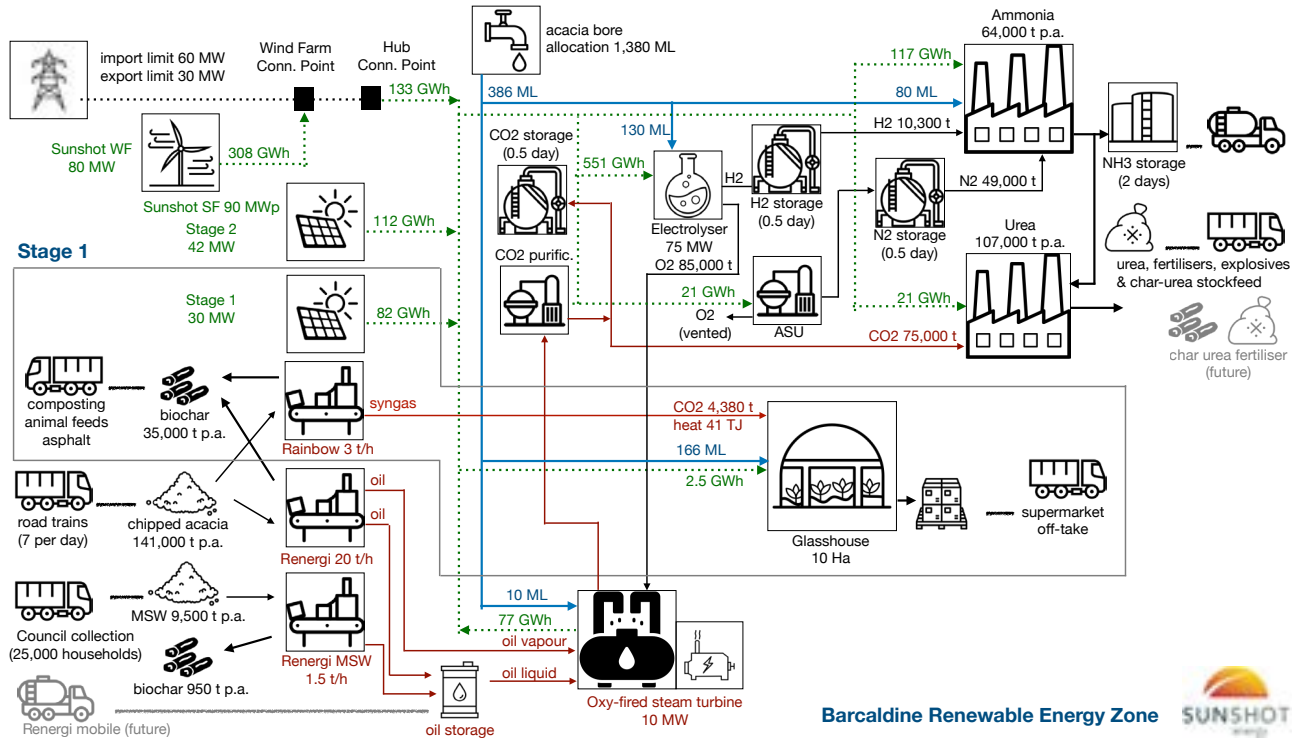 import limit 60 MW
export limit 30 MW
Wind Farm
Conn. Point
Hub
Conn. Point
133 GWh
acacia bore
allocation 1,380 ML
Ammonia
64,000 t p.a.
117 GWh
386 ML
80 ML
130 ML
H2 10,300 t
Sunshot WF
80 MW
308 GWh
CO2 storage
(0.5 day)
551 GWh
H2
H2 storage
(0.5 day)
N2 49,000 t
NH3 storage
(2 days)
Sunshot SF 90 MWp
Stage 2
42 MW
112 GWh
Electrolyser
75 MW
O2 85,000 t
N2 storage
(0.5 day)
Urea
107,000 t p.a.
urea, fertilisers, explosives
& char-urea stockfeed
Stage 1
CO2 purific.
Stage 1
30 MW
82 GWh
21 GWh
O2
(vented)
ASU
21 GWh
CO2 75,000 t
char urea fertiliser
(future)
composting
animal feeds
asphalt
biochar
35,000 t p.a.
syngas
Rainbow 3 t/h
CO2 4,380 t
heat 41 TJ
166 ML
2.5 GWh
Glasshouse
10 Ha
supermarket
off-take
road trains
(7 per day)
chipped acacia
141,000 t p.a.
oil
oil
Renergi 20 t/h
Council collection
(25,000 households)
MSW 9,500 t p.a.
biochar 950 t p.a.
Renergi MSW
1.5 t/h
10 ML
77 GWh
oil vapour
oil liquid
oil storage
Oxy-fired steam turbine
10 MW
Renergi mobile (future)
Barcaldine Renewable Energy Zone
SUNSHOT
energy